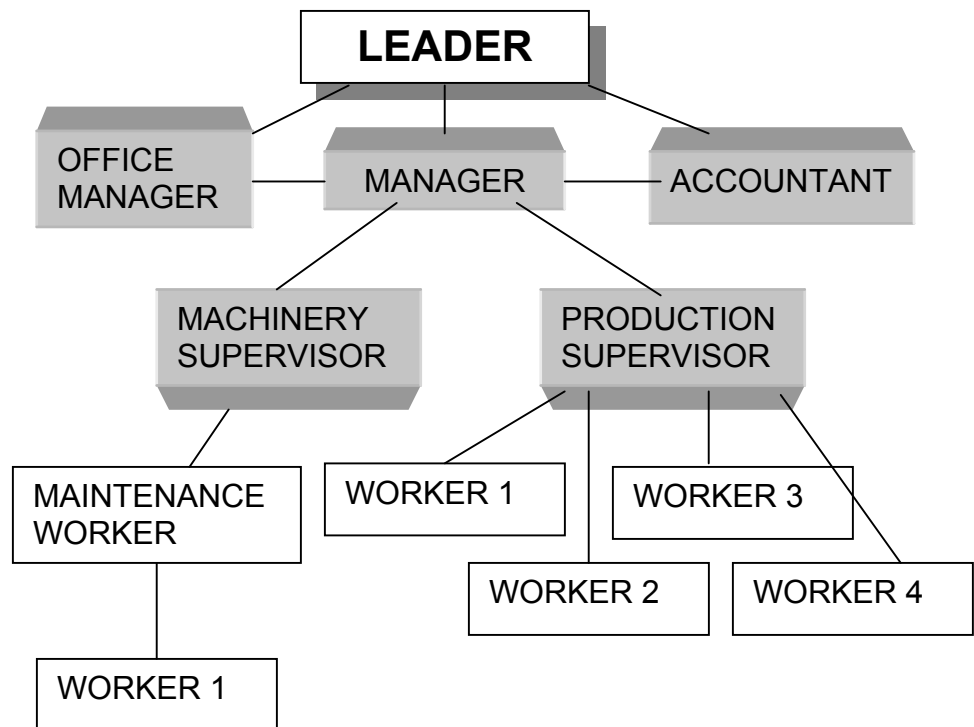 LEADER
OFFICE
MANAGER
MANAGER
ACCOUNTANT
MACHINERY
SUPERVISOR
PRODUCTION
SUPERVISOR
MAINTENANCE
WORKER
WORKER 1
WORKER 3
WORKER 2
WORKER 4
WORKER 1